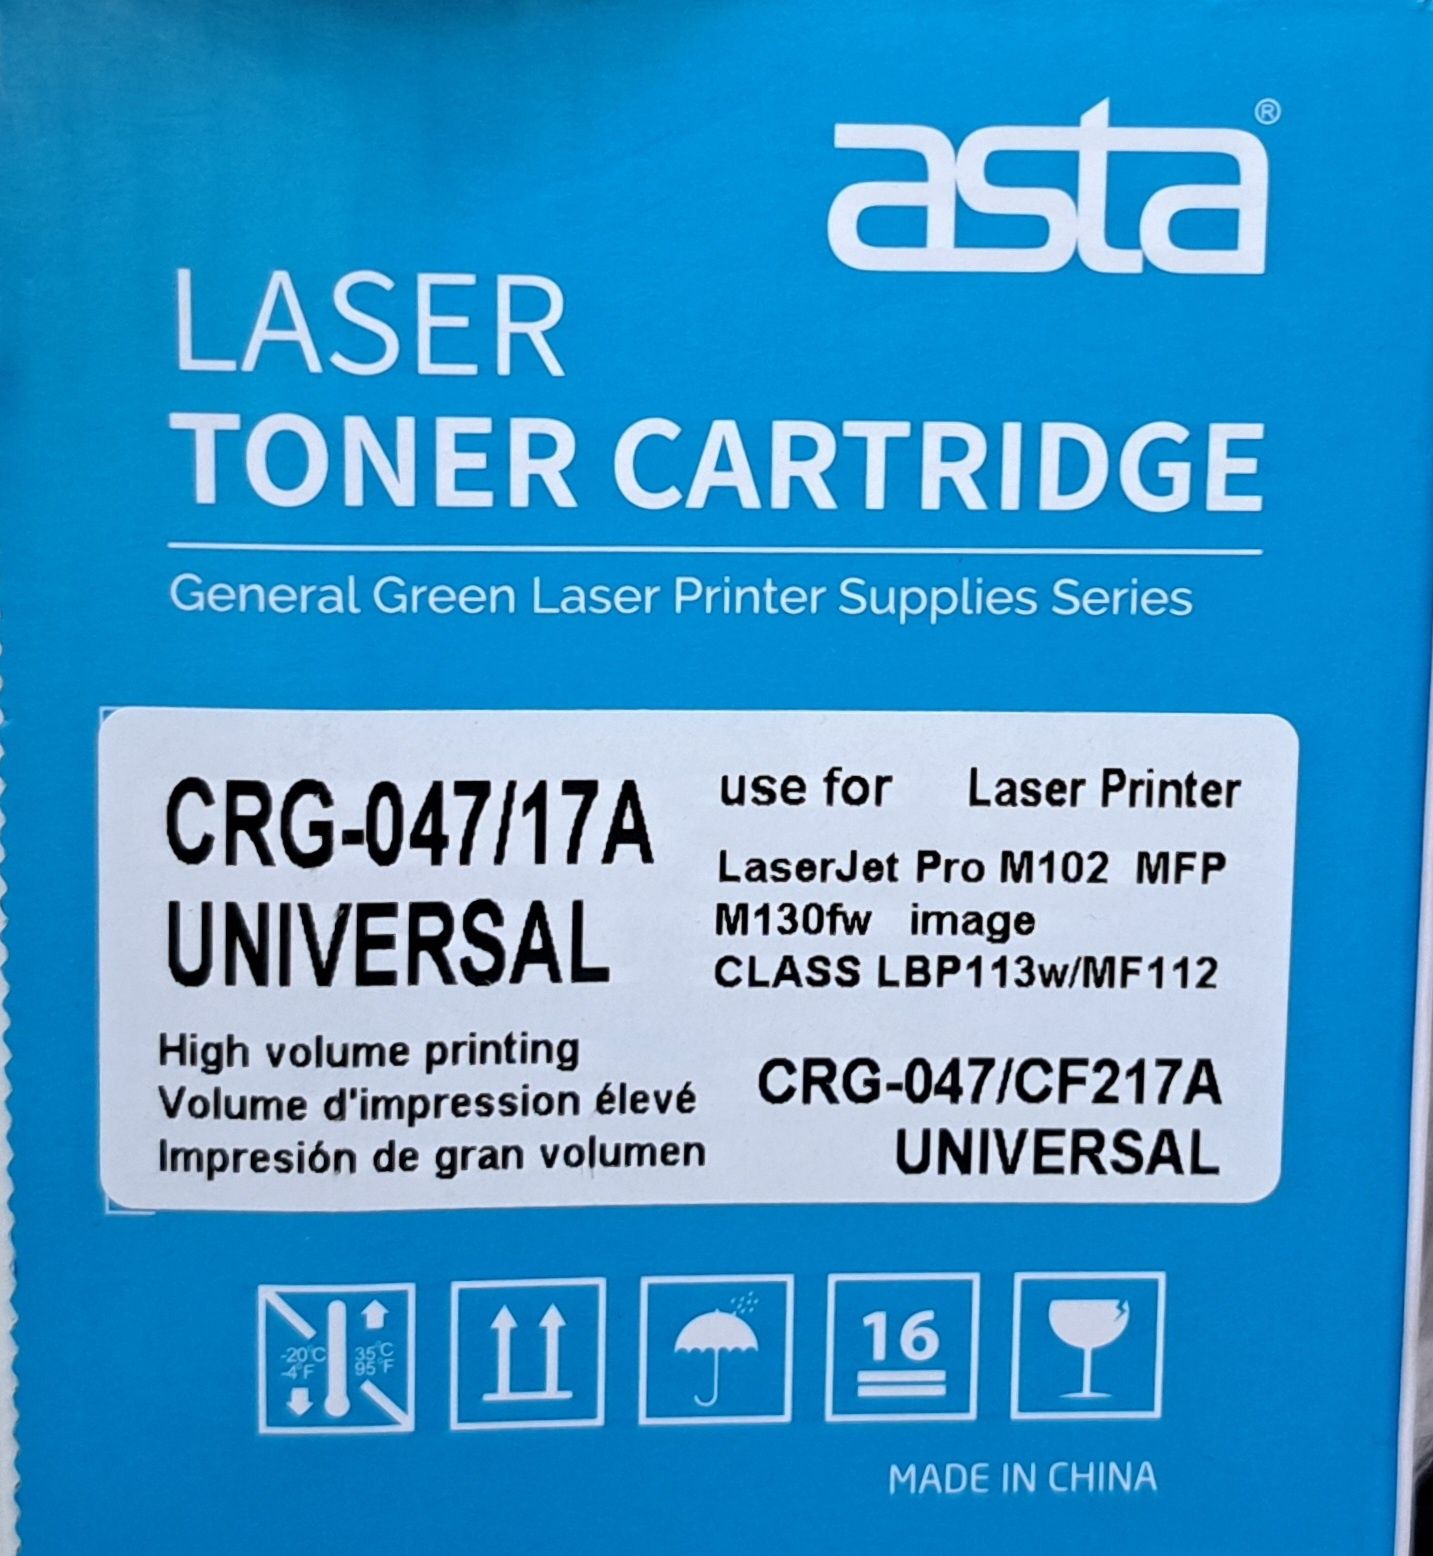 asta®
LASER
TONER CARTRIDGE
General Green Laser Printer Supplies Series
CRG-047/17A
UNIVERSAL
High volume printing
Volume d'impression élevé
Impresión de gran volumen
use for Laser Printer
LaserJet Pro M102 MFP
M130fw image
CLASS LBP113w/MF112
CRG-047/CF217A
UNIVERSAL
-20°C
-4°F
35°C
95°F
16
MADE IN CHINA